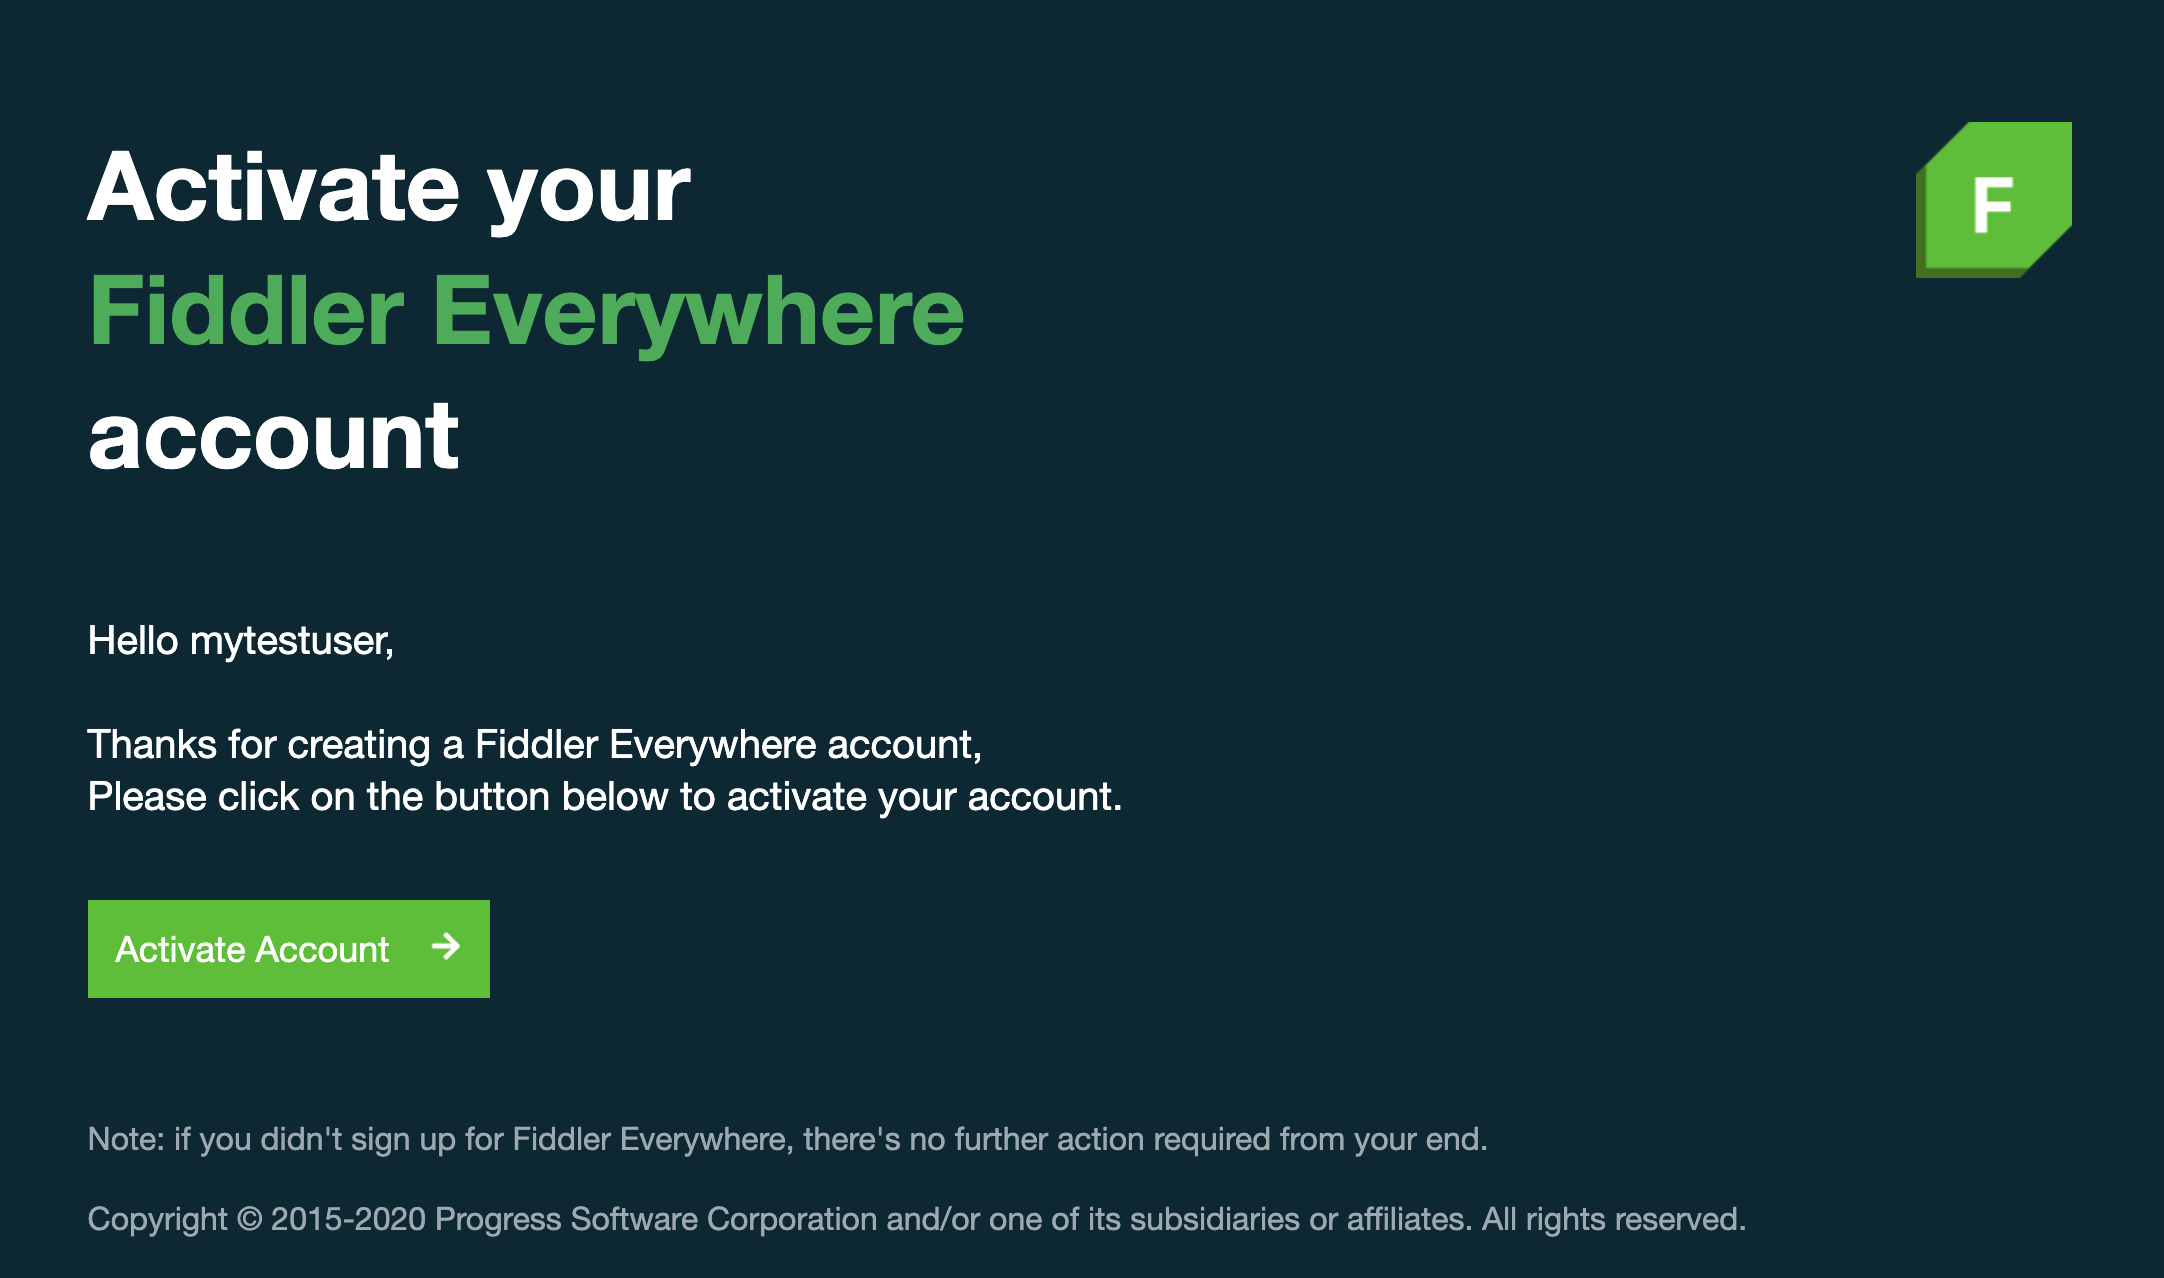 Activate your
F
Fiddler Everywhere
account
Hello mytestuser,
Thanks for creating a Fiddler Everywhere account,
Please click on the button below to activate your account.
Activate Account
Note: if you didn't sign up for Fiddler Everywhere, there's no further action required from your end.
Copyright © 2015-2020 Progress Software Corporation and/or one of its subsidiaries or affiliates. All rights reserved.